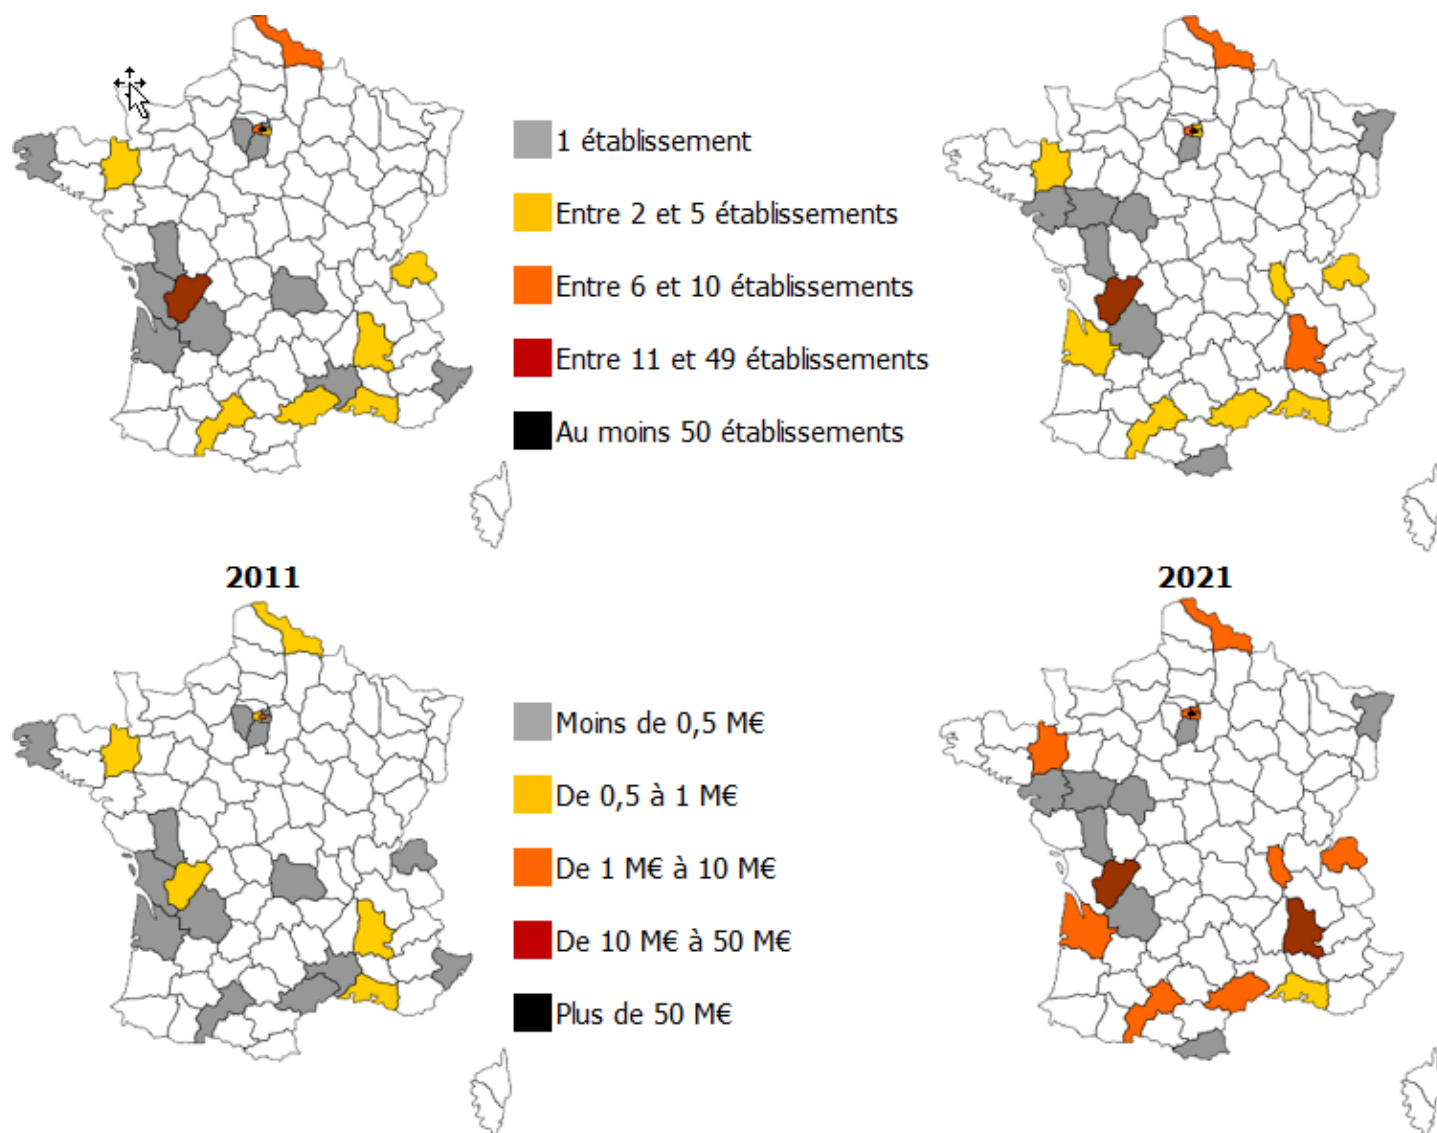 1 établissement
Entre 2 et 5 établissements
Entre 6 et 10 établissements
Entre 11 et 49 établissements
Au moins 50 établissements
2011
2021
Moins de 0,5 M€
De 0,5 à 1 M€
De 1 M€ à 10 M€
De 10 M€ à 50 M€
Plus de 50 M€